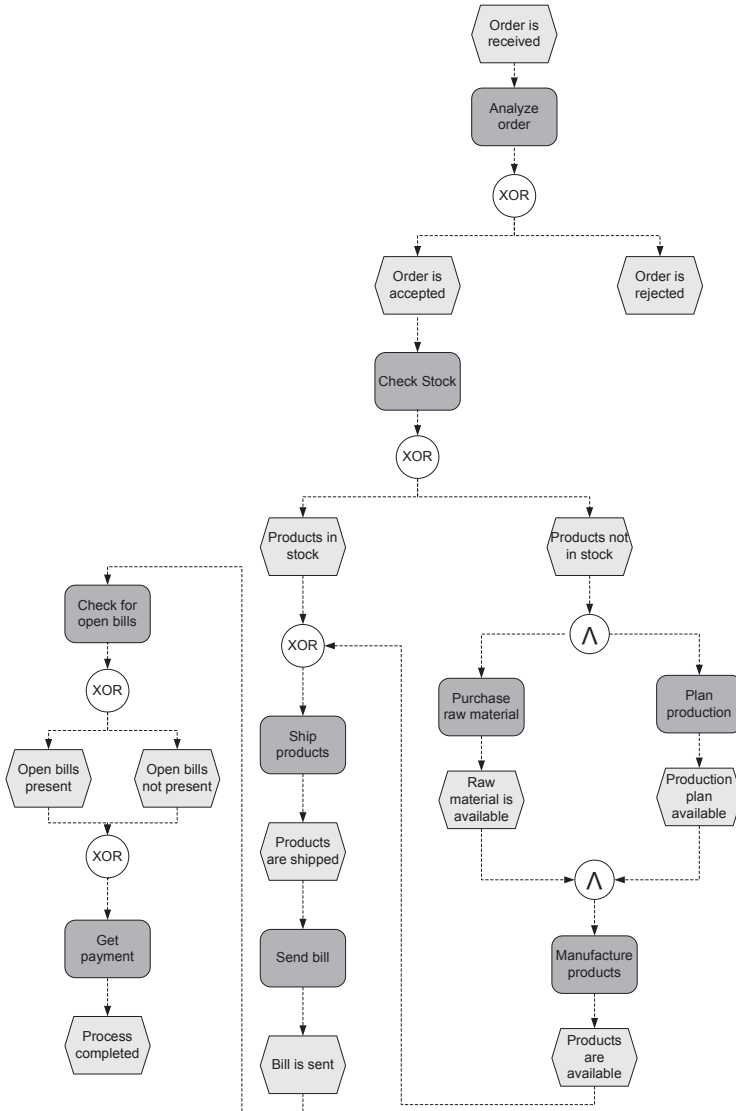 Order is
received
Analyze
order
XOR
Order is
accepted
Order is
rejected
Check Stock
XOR
Products in
stock
Products not
in stock
Check for
open bills
XOR
Λ
XOR
Purchase
raw material
Plan
production
Ship
products
Open bills
present
Open bills
not present
Raw
material is
available
Production
plan
available
Products
are shipped
XOR
Λ
Get
payment
Send bill
Manufacture
products
Process
completed
Bill is sent
Products
are
available